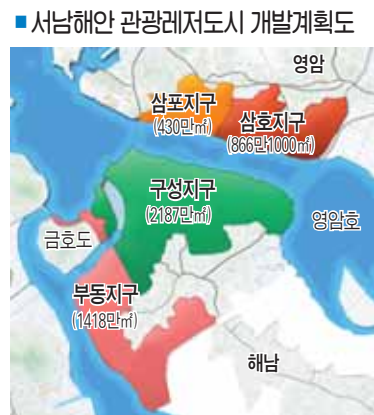 서남해안 관광레저도시 개발계획도
영암
삼포지구
(430만㎡)
삼호지구
(866만1000㎡)
구성지구
(2187만㎡)
영암호
금호도
부동지구
(1418만㎡)
해남